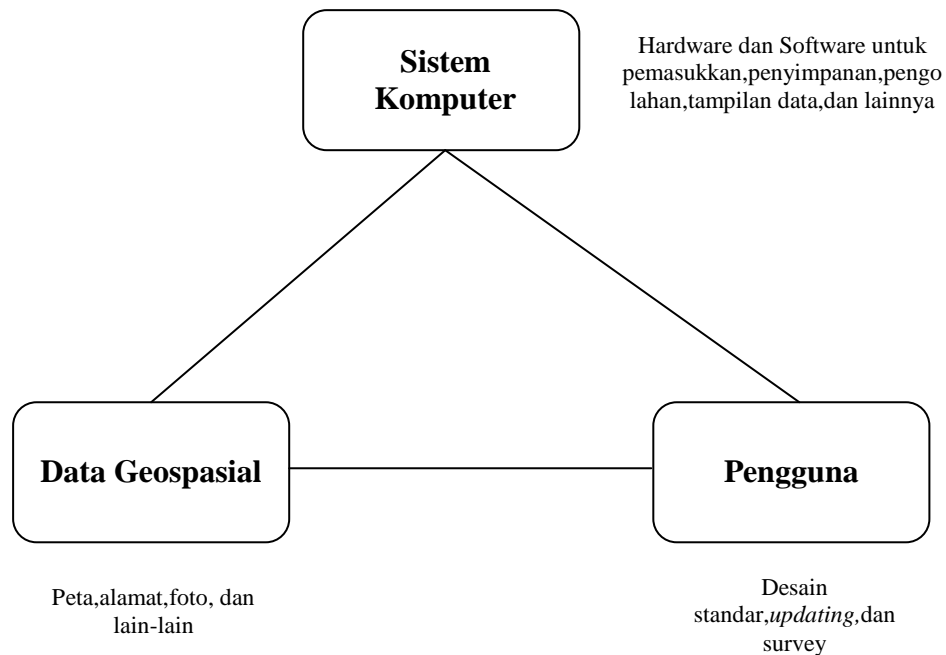 Sistem
Komputer
Hardware dan Software untuk
pemasukkan,penyimpanan,pengo
lahan,tampilan data,dan lainnya
Data Geospasial
Pengguna
Peta,alamat,foto, dan
lain-lain
Desain
standar,updating,dan
survey